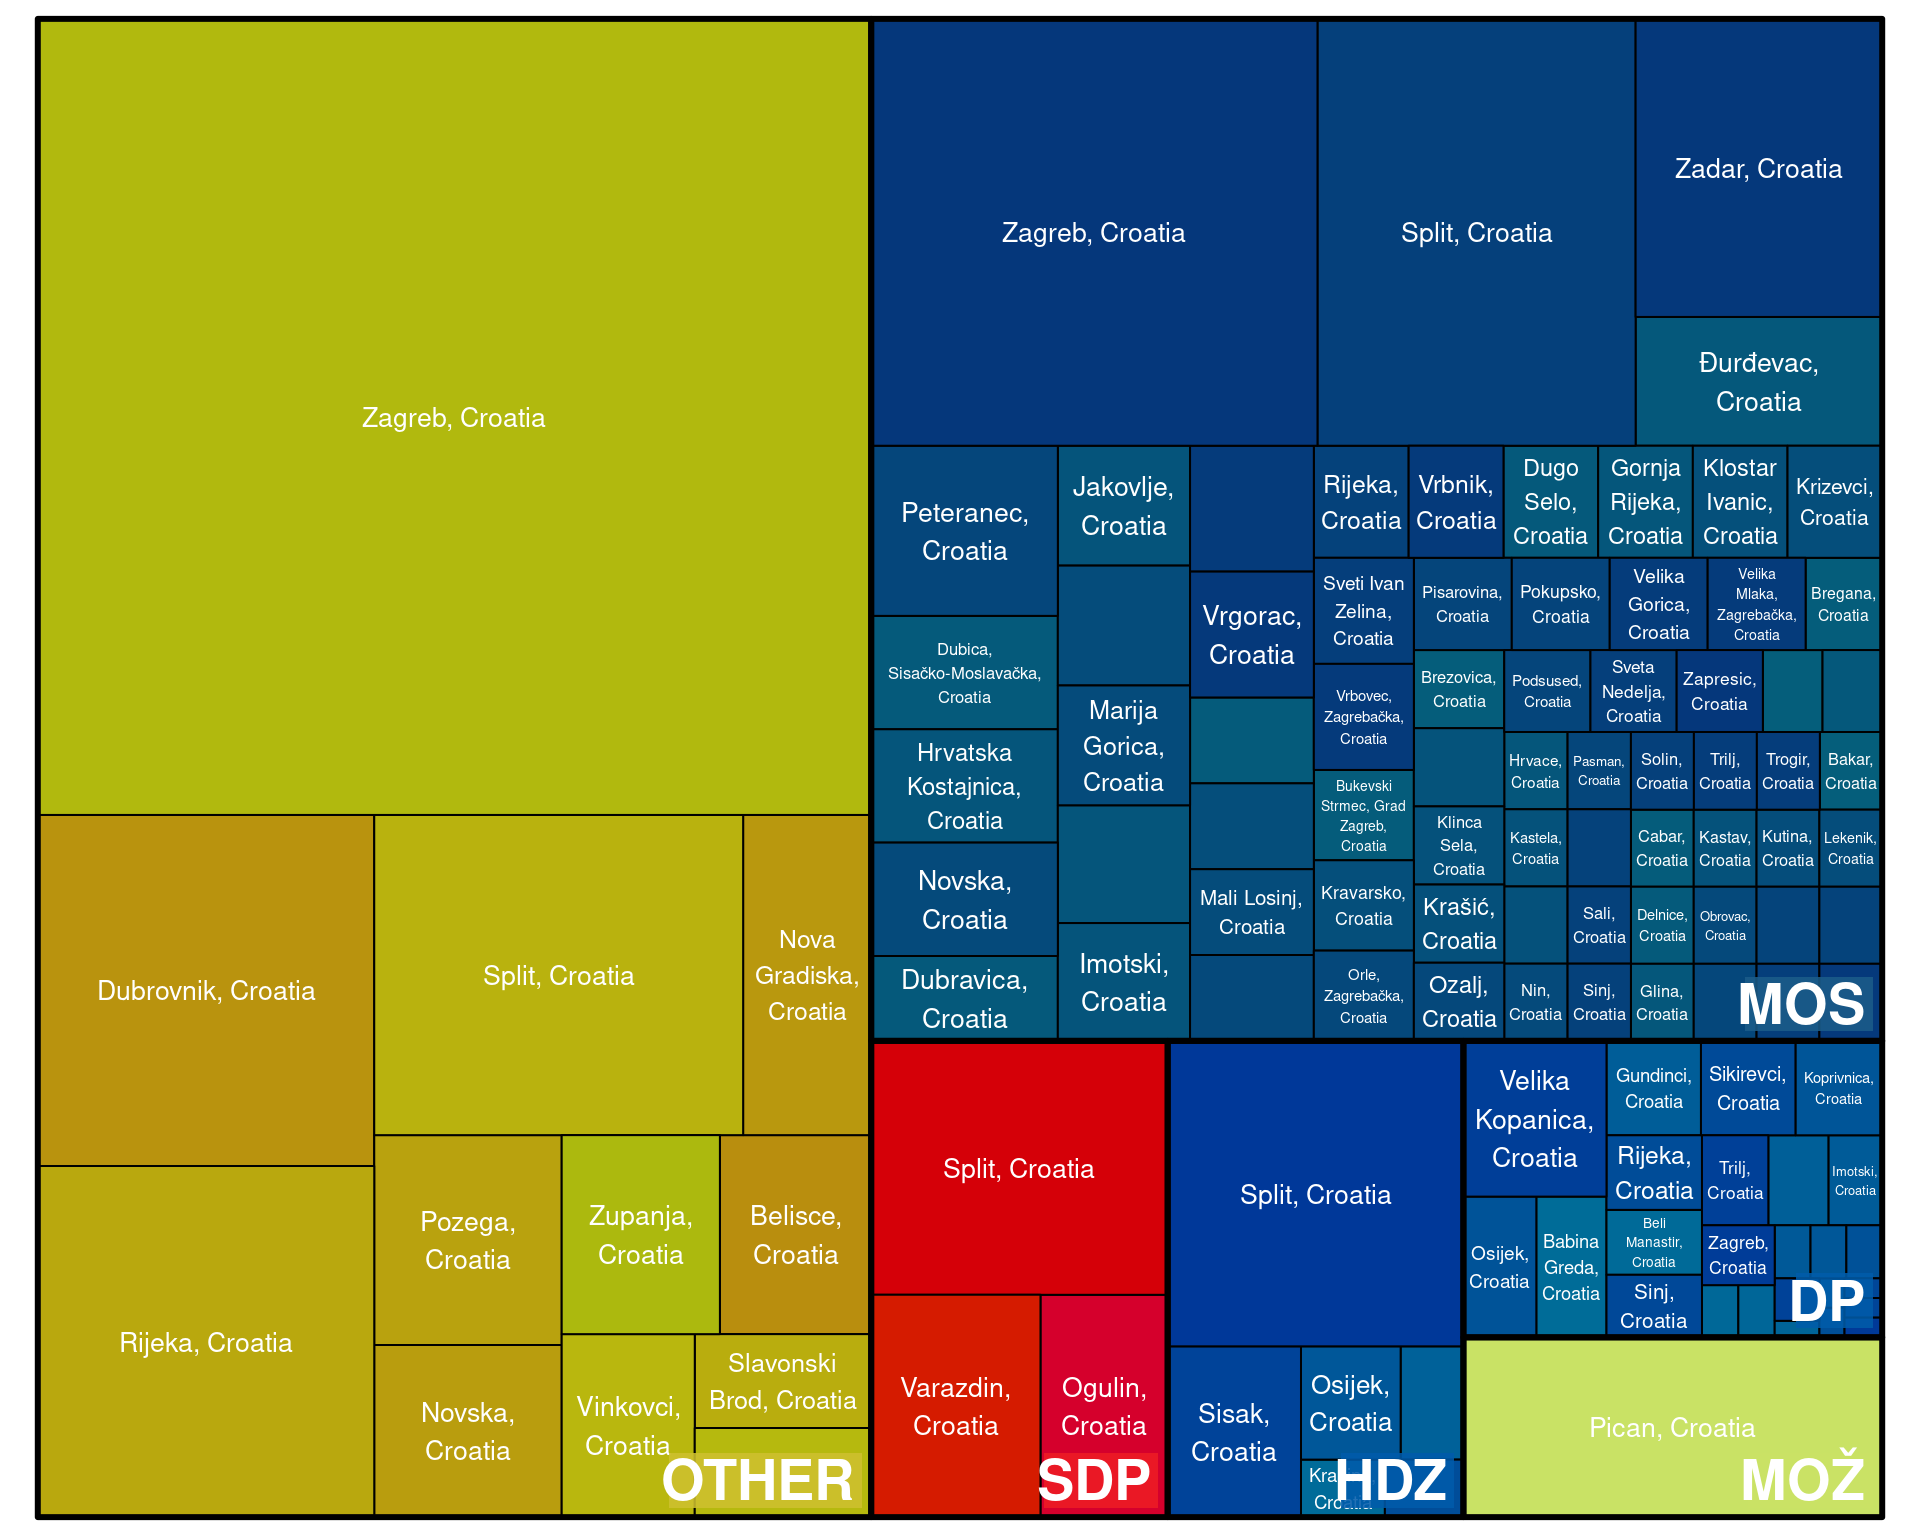 Zagreb, Croatia
Dubrovnik, Croatia
Split, Croatia
Nova
Gradiska,
Croatia
Rijeka, Croatia
Pozega,
Croatia
Zupanja,
Croatia
Belisce,
Croatia
Novska,
Croatia
Vinkovci,
Croatia
Slavonski
Brod, Croatia
OTHER
Zagreb, Croatia
Split, Croatia
Zadar, Croatia
Đurđevac,
Croatia
Peteranec,
Croatia
Dubica,
Sisačko-Moslavačka,
Croatia
Hrvatska
Kostajnica,
Croatia
Novska,
Croatia
Dubravica,
Croatia
Jakovlje,
Croatia
Marija
Gorica,
Croatia
Imotski,
Croatia
Vrgorac,
Croatia
Mali Losinj,
Croatia
Rijeka,
Croatia
Vrbnik,
Croatia
Dugo
Selo,
Croatia
Gornja
Rijeka,
Croatia
Klostar
Ivanic,
Croatia
Krizevci,
Croatia
Sveti Ivan
Zelina,
Croatia
Vrbovec,
Zagrebačka,
Croatia
Bukevski
Strmec, Grad
Zagreb,
Croatia
Kravarsko,
Croatia
Orle,
Zagrebačka,
Croatia
Pisarovina,
Croatia
Pokupsko,
Croatia
Velika
Gorica,
Croatia
Velika
Mlaka,
Zagrebačka,
Croatia
Bregana,
Croatia
Brezovica,
Croatia
Klinca
Sela,
Croatia
Krašić,
Croatia
Ozalj,
Croatia
Podsused,
Croatia
Sveta
Nedelja,
Croatia
Zapresic,
Croatia
Hrvace,
Croatia
Pasman,
Croatia
Solin,
Croatia
Trilj,
Croatia
Trogir,
Croatia
Bakar,
Croatia
Kastela,
Croatia
Cabar,
Croatia
Kastav,
Croatia
Kutina,
Croatia
Lekenik,
Croatia
Sali,
Croatia
Delnice,
Croatia
Obrovac,
Croatia
Nin,
Croatia
Sinj,
Croatia
Glina,
Croatia
MOS
Split, Croatia
Varazdin,
Croatia
Ogulin,
Croatia
SDP
Split, Croatia
Sisak,
Croatia
Osijek,
Croatia
Croatia
HDZ
Velika
Kopanica,
Croatia
Osijek,
Croatia
Babina
Greda,
Croatia
Gundinci,
Croatia
Sikirevci,
Croatia
Koprivnica,
Croatia
Rijeka,
Croatia
Beli
Manastir,
Croatia
Sinj,
Croatia
Trilj,
Croatia
Imotski,
Croatia
Zagreb,
Croatia
DP
Pican, Croatia
MOŽ